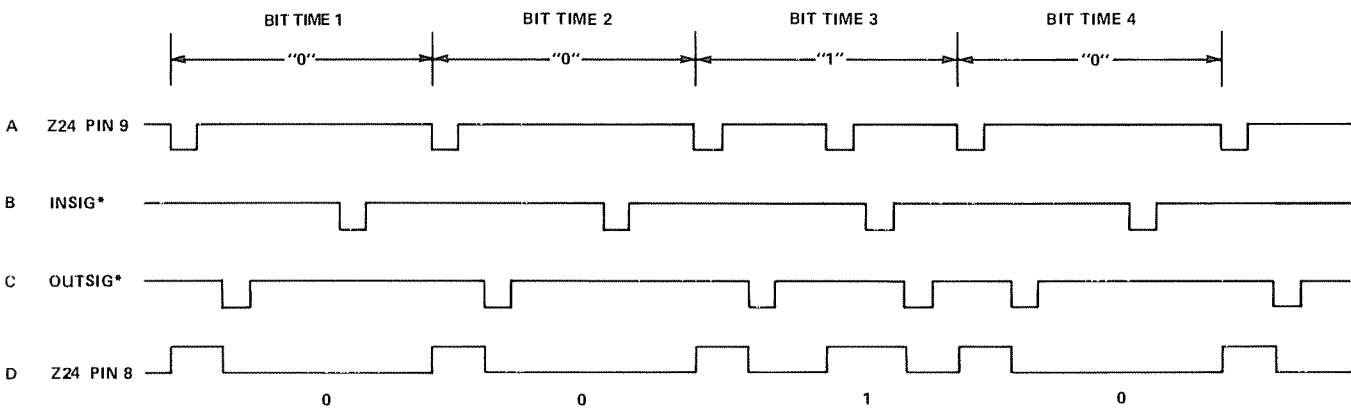 BIT TIME 1 BIT TIME 2 BIT TIME 3 BIT TIME 4
"0" "0" "1" "0"
A Z24 PIN 9
B INSIG*
C OUTSIG*
D Z24 PIN 8
0 0 1 0